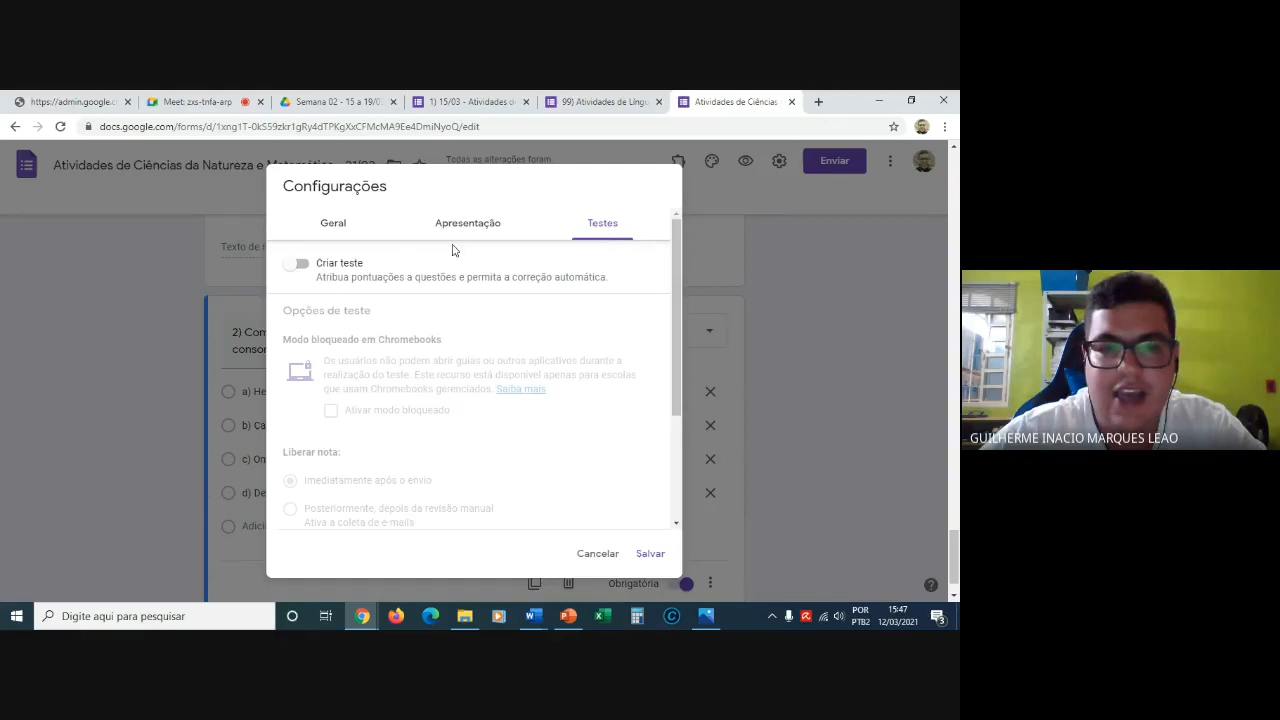 https://admin.google.c
Meet: zxs-tnfa-arp
Semana 02 - 15 a 19/0
1) 15/03 - Atividades d
99) Atividades de Língu
Atividades de Ciências
docs.google.com/forms/d/1xng1T-0kS59zkr1gRy4dTPKgXxCFMcMA9Ee4DmiNyoQ/edit
Atividades de Ciências da Natureza e Matemática
Todas as alterações foram
Enviar
Configurações
Geral Apresentação Testes
Texto de
Criar teste
Atribua pontuações a questões e permita a correção automática.
Opções de teste
2) Com
conso
Modo bloqueado em Chromebooks
Os usuários não podem abrir guias ou outros aplicativos durante a
realização do teste. Este recurso está disponível apenas para escolas
que usam Chromebooks gerenciados. Saiba mais
Ativar modo bloqueado
a) He
b) Ca
c) On
d) De
Adici
Liberar nota:
Imediatamente após o envio
Posteriormente, depois da revisão manual
Ativa a coleta de e-mails
Cancelar Salvar
Obrigatória
GUILHERME INACIO MARQUES LEAO
Digite aqui para pesquisar
POR
PTB2
15:47
12/03/2021
3